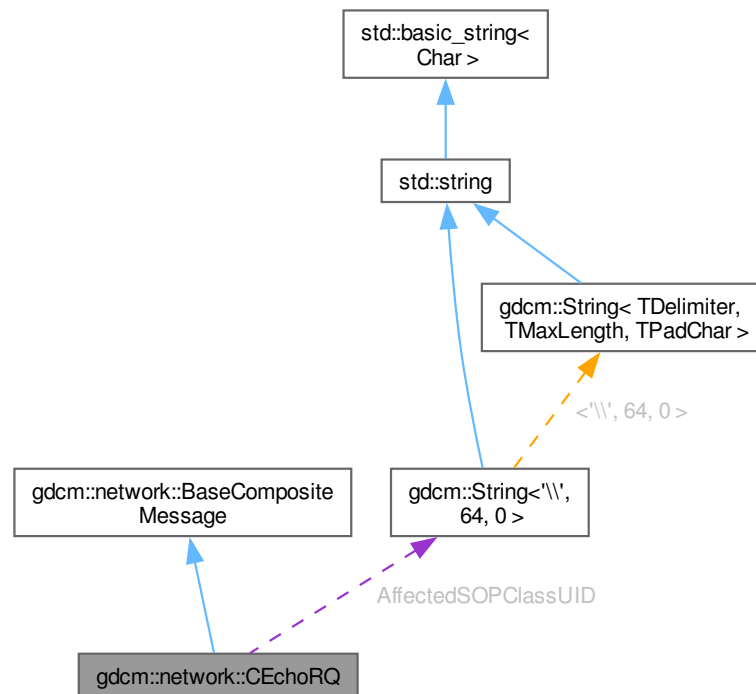 std::basic_string<
Char >
std::string
gdcm::String< TDelimiter,
TMaxLength, TPadChar >
<'\\', 64, 0 >
gdcm::network::BaseComposite
Message
gdcm::String<'\\',
64, 0 >
AffectedSOPClassUID
gdcm::network::CEchoRQ